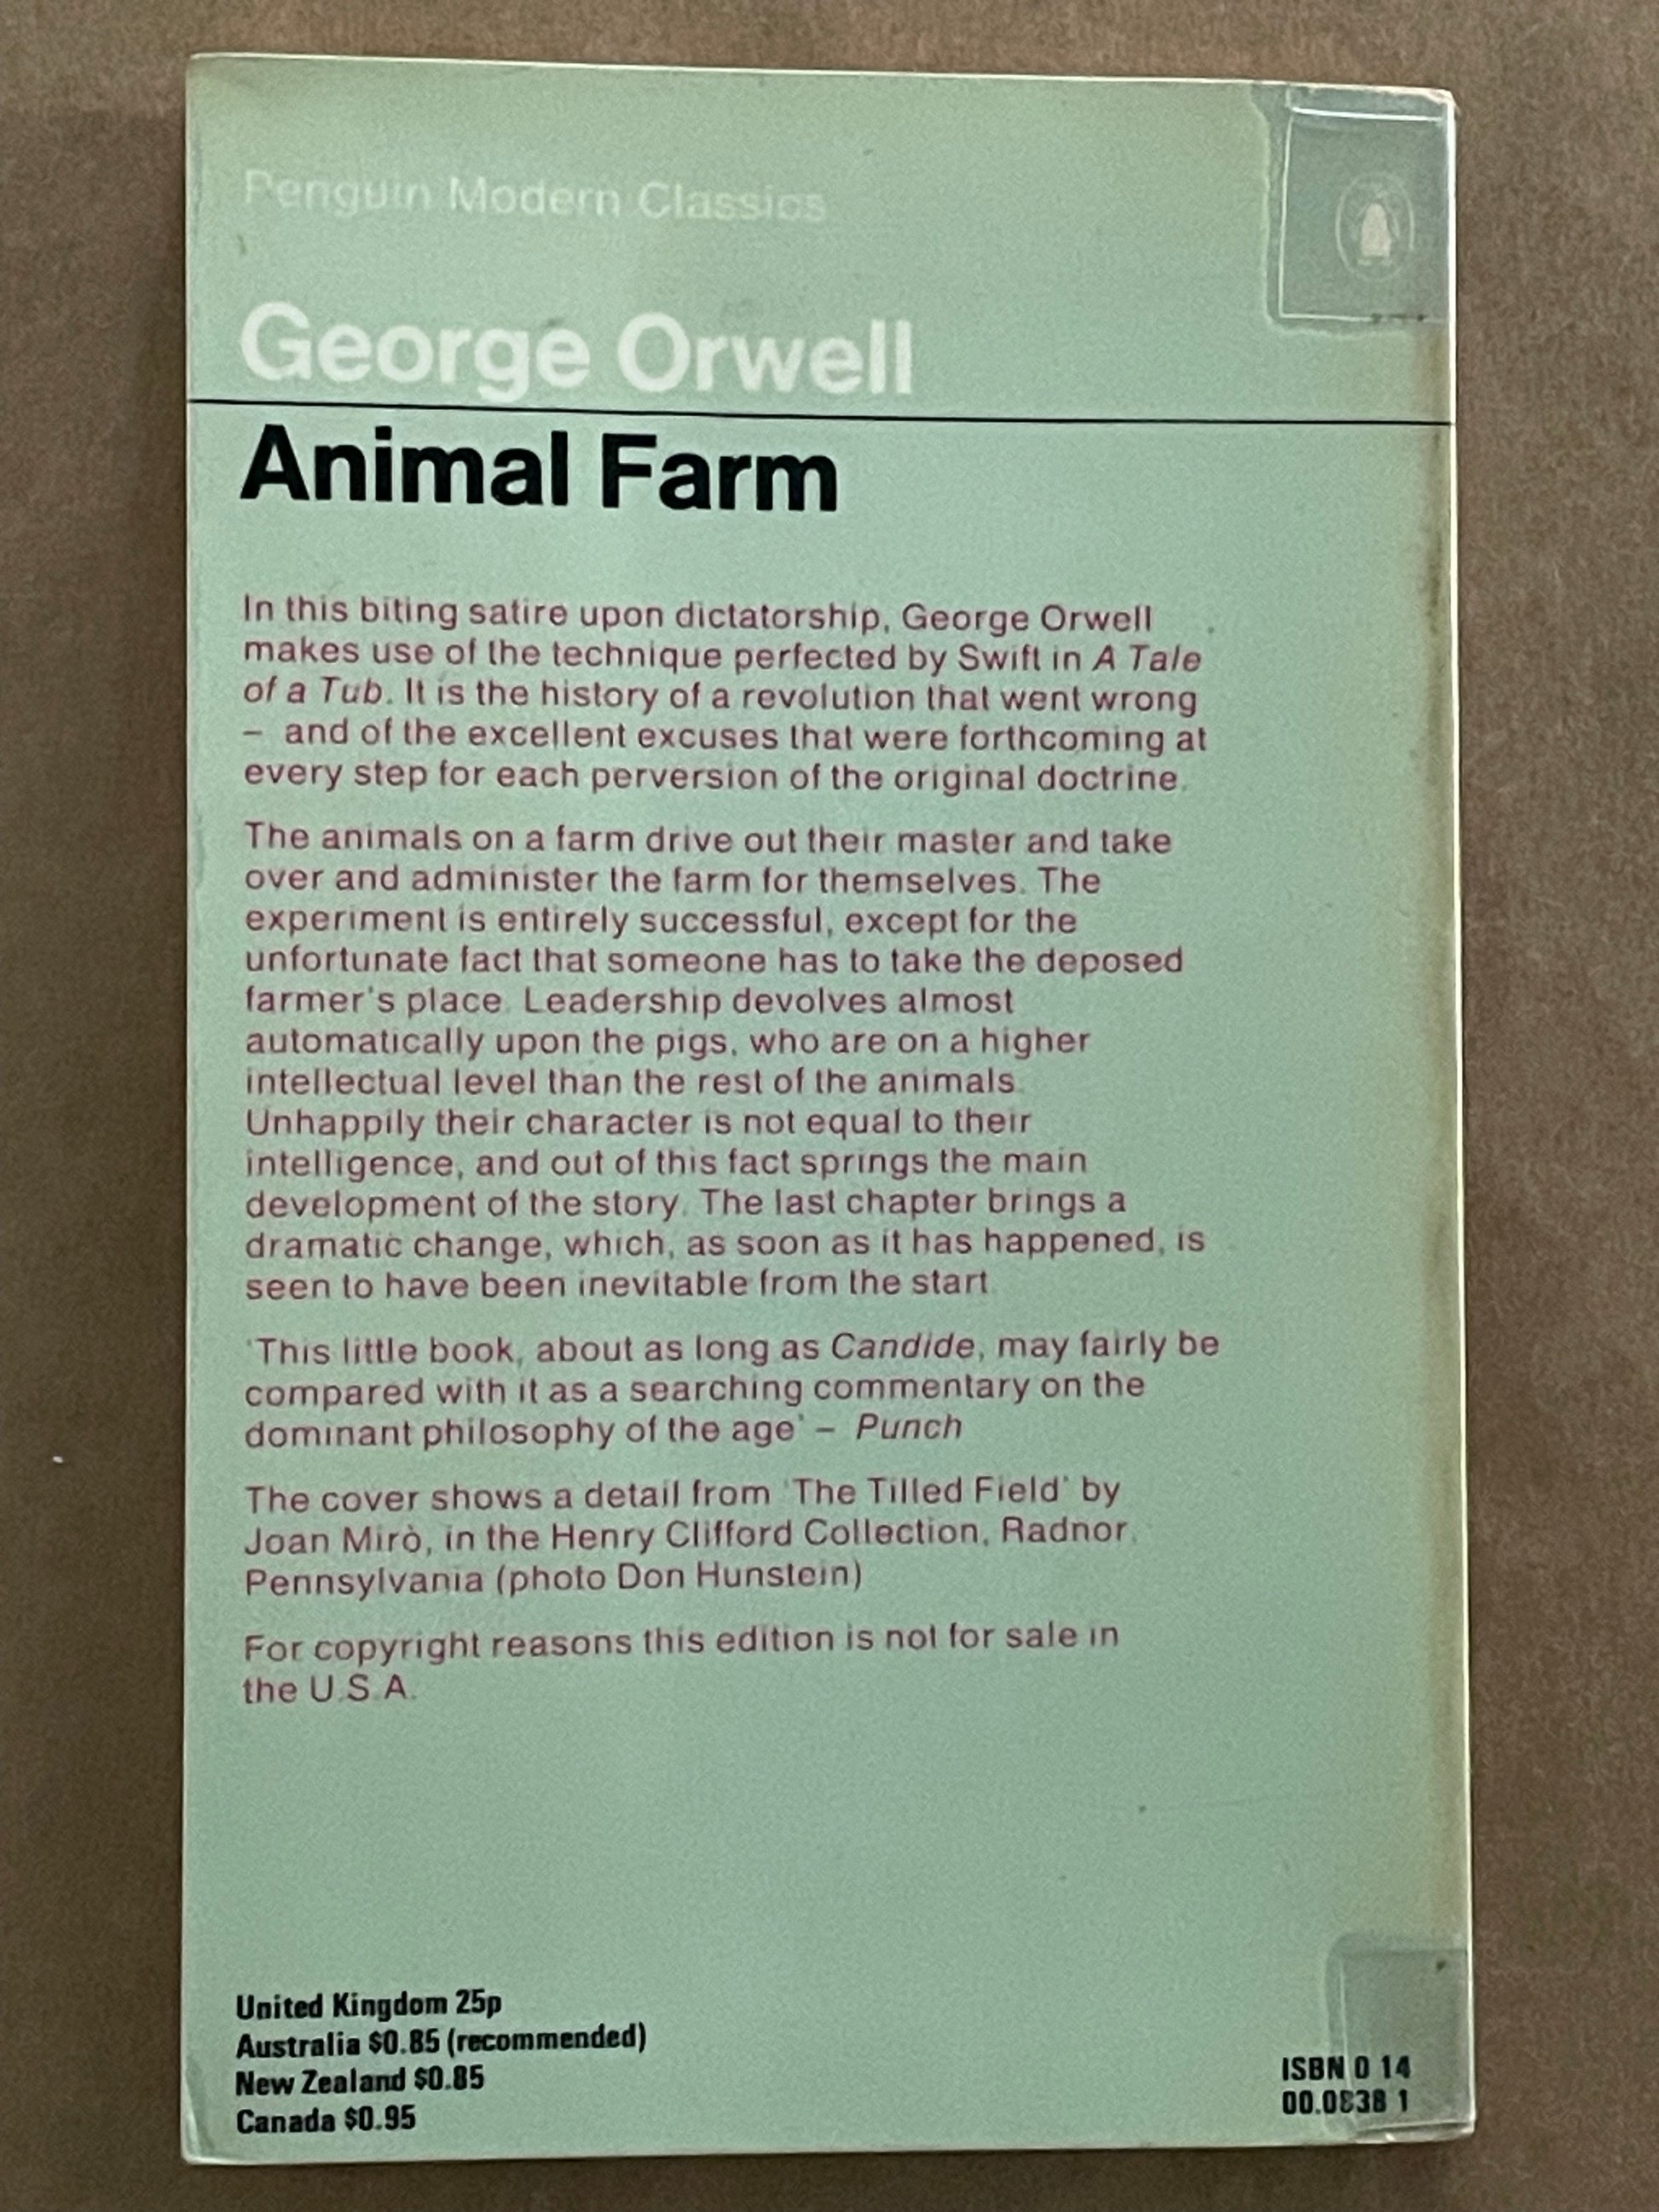 Penguin Modern Classics
George Orwell
Animal Farm
In this biting satire upon dictatorship, George Orwell
makes use of the technique perfected by Swift in A Tale
of a Tub. It is the history of a revolution that went wrong
– and of the excellent excuses that were forthcoming at
every step for each perversion of the original doctrine.
The animals on a farm drive out their master and take
over and administer the farm for themselves. The
experiment is entirely successful, except for the
unfortunate fact that someone has to take the deposed
farmer's place. Leadership devolves almost
automatically upon the pigs, who are on a higher
intellectual level than the rest of the animals.
Unhappily their character is not equal to their
intelligence, and out of this fact springs the main
development of the story. The last chapter brings a
dramatic change, which, as soon as it has happened, is
seen to have been inevitable from the start.
'This little book, about as long as Candide, may fairly be
compared with it as a searching commentary on the
dominant philosophy of the age' – Punch
The cover shows a detail from 'The Tilled Field' by
Joan Mirò, in the Henry Clifford Collection, Radnor,
Pennsylvania (photo Don Hunstein)
For copyright reasons this edition is not for sale in
the U.S.A.
United Kingdom 25p
Australia $0.85 (recommended)
New Zealand $0.85
Canada $0.95
ISBN 0 14
00.0838 1